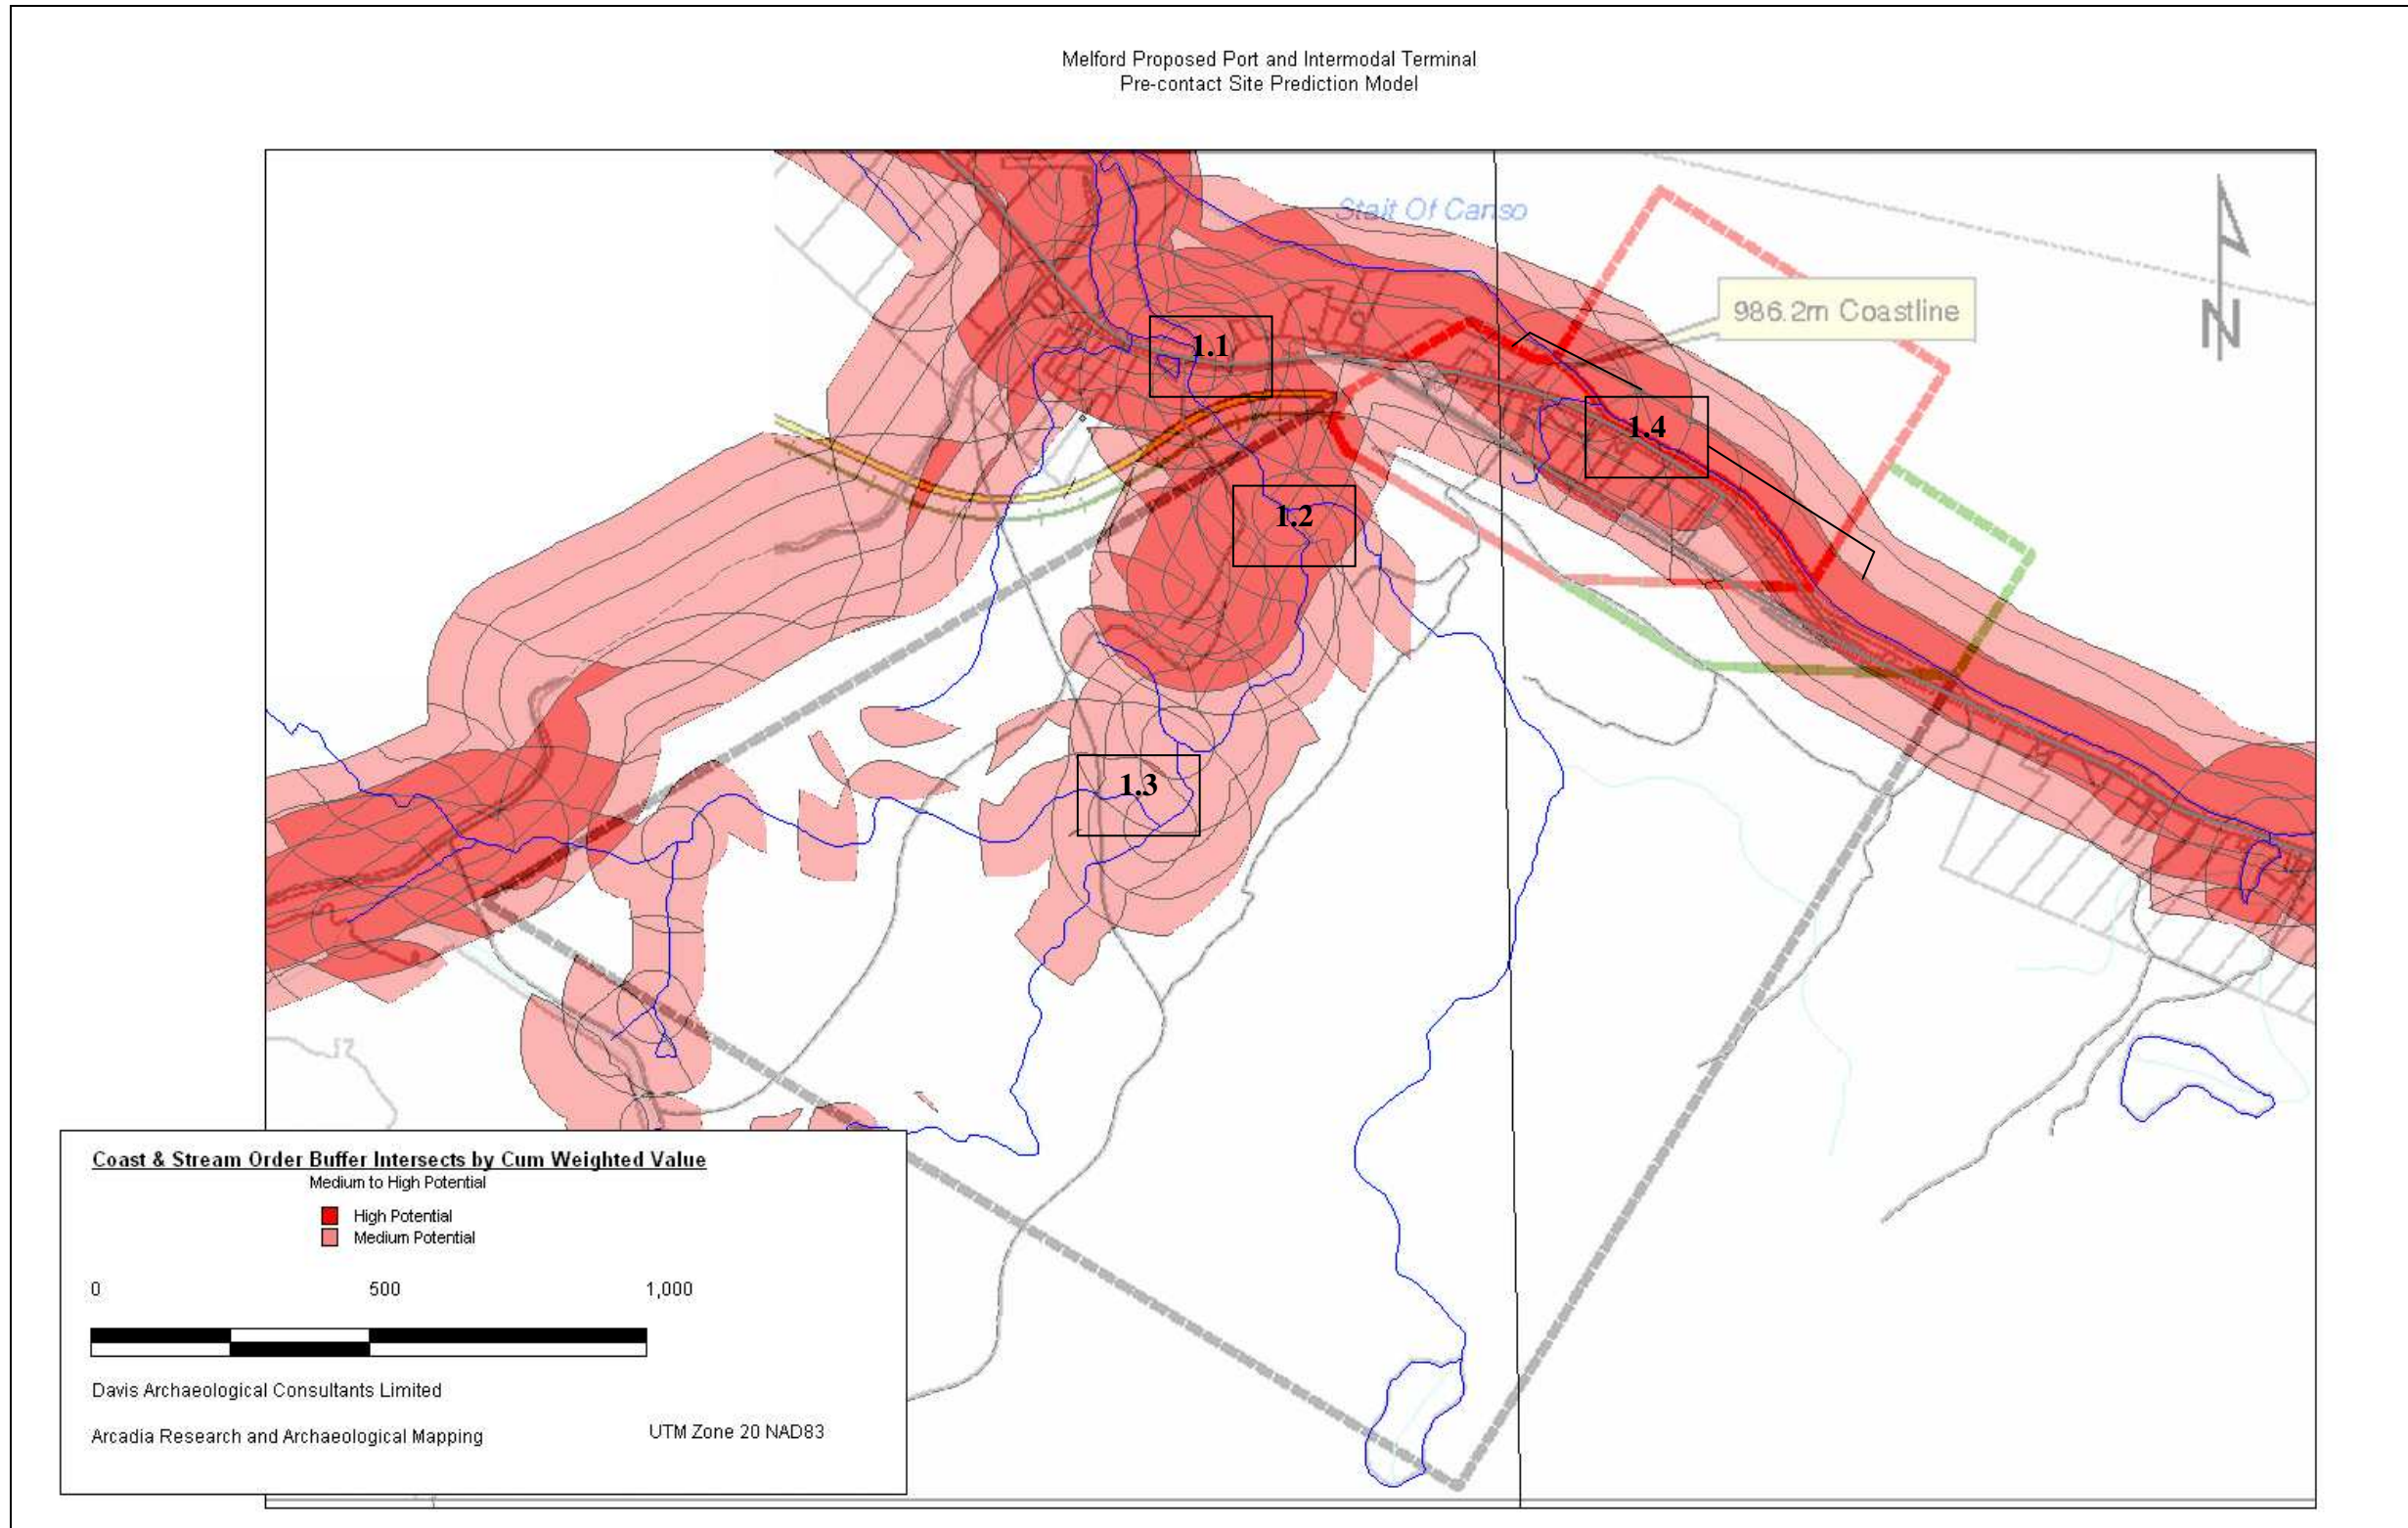 Melford Proposed Port and Intermodal Terminal
Pre-contact Site Prediction Model
Stait Of Canso
986.2m Coastline
N
1.1
1.4
1.2
1.3
Coast & Stream Order Buffer Intersects by Cum Weighted Value
Medium to High Potential
High Potential
Medium Potential
0 500 1,000
Davis Archaeological Consultants Limited
Arcadia Research and Archaeological Mapping
UTM Zone 20 NAD83